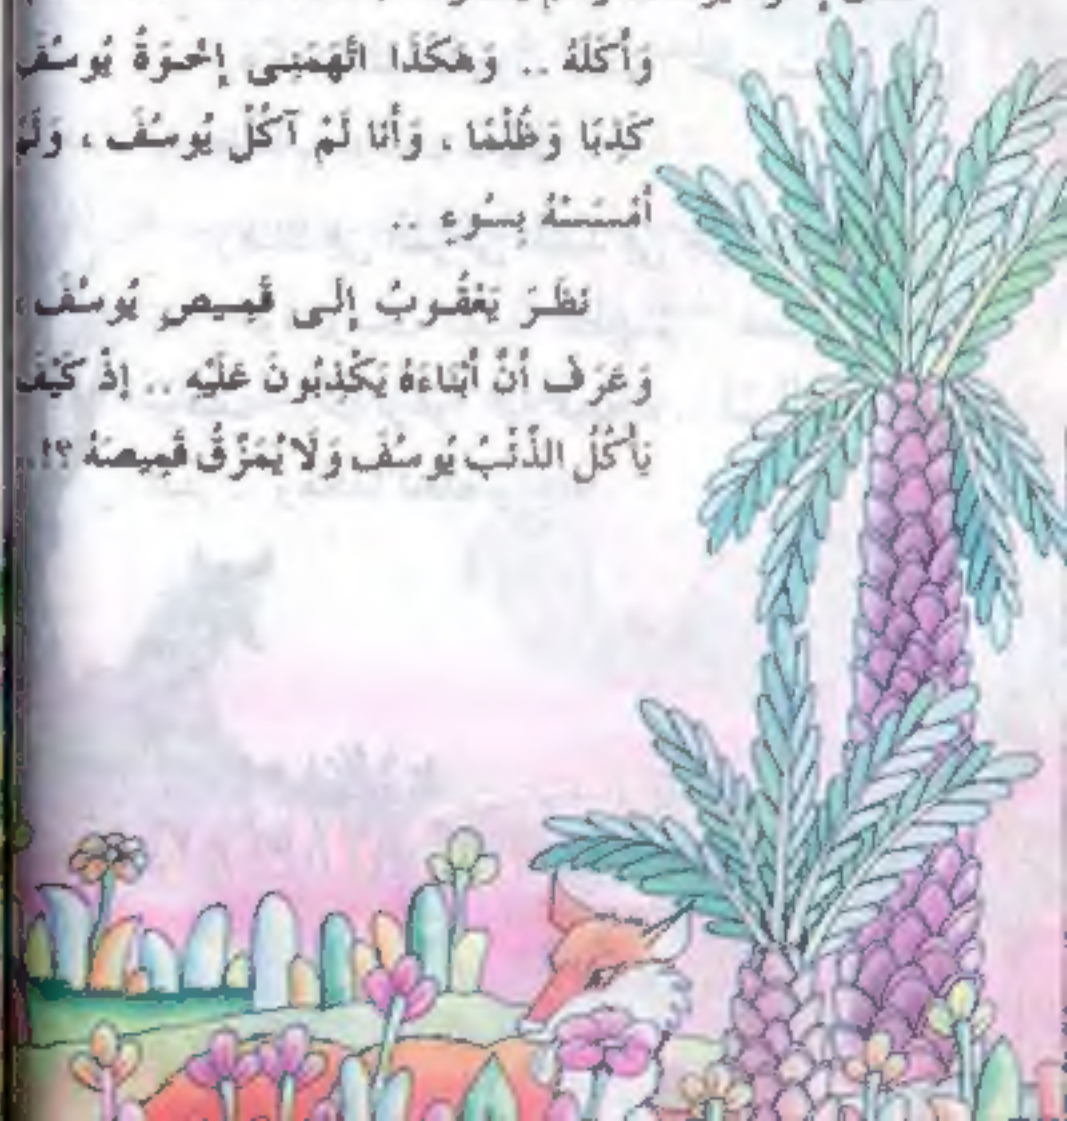 وَأَكَلَهُ .. وَهَكَذَا اتَّهَمَنِى إِخْوَةُ يُوسُفَ
كَذِبًا وَظُلْمًا ، وَأَنَا لَمْ آكُلْ يُوسُفَ ، وَلَمْ
أَمْسَسْهُ بِسُوءٍ ..
نَظَرَ يَعْقُوبُ إِلَى قَمِيصِ يُوسُفَ ،
وَعَرَفَ أَنَّ أَبْنَاءَهُ يَكْذِبُونَ عَلَيْهِ .. إِذْ كَيْفَ
يَأْكُلُ الذِّئْبُ يُوسُفَ وَلَا يُمَزِّقُ قَمِيصَهُ ؟!.